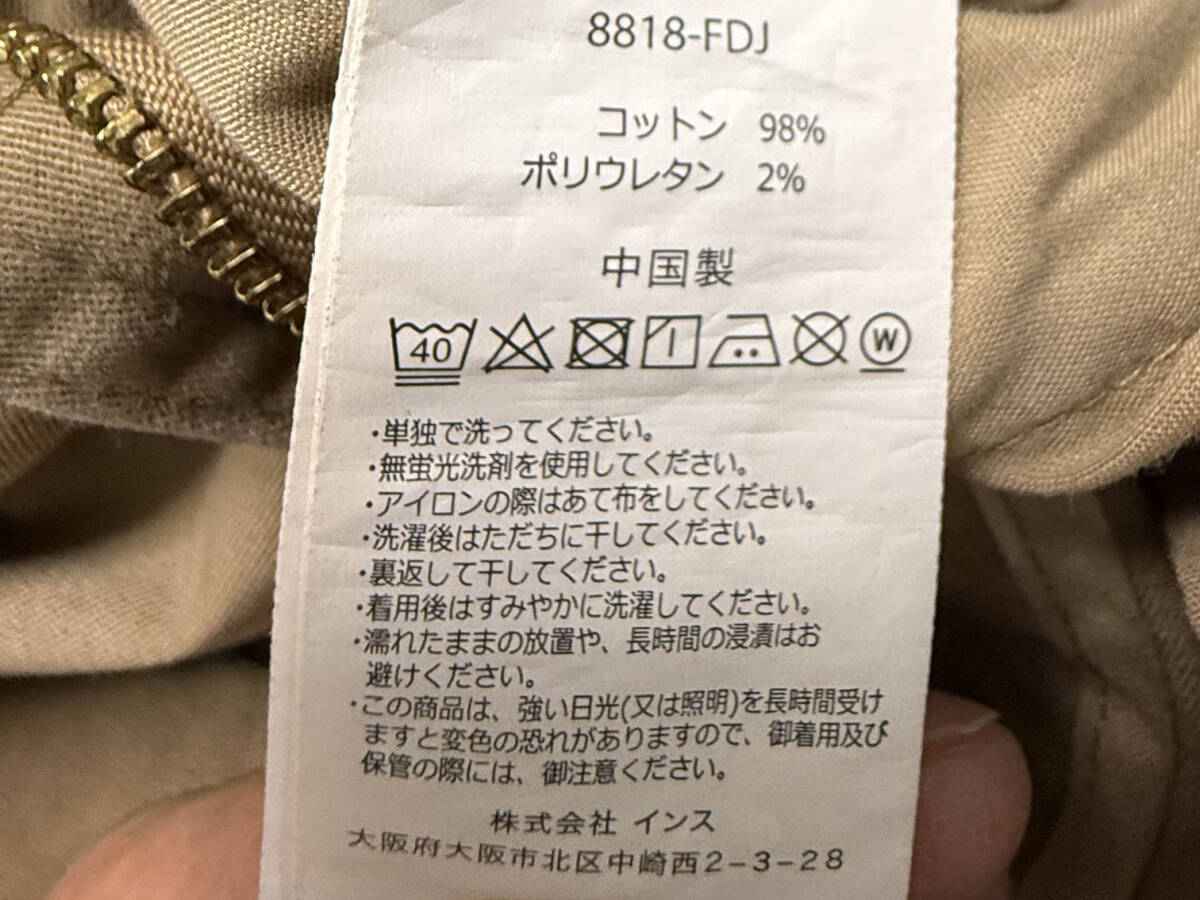 8818-FDJ
コットン 98%
ポリウレタン 2%
中国製
40 W
・単独で洗ってください。
・無蛍光洗剤を使用してください。
・アイロンの際はあて布をしてください。
・洗濯後はただちに干してください。
・裏返して干してください。
・着用後はすみやかに洗濯してください。
・濡れたままの放置や、長時間の浸漬はお
避けください。
・この商品は、強い日光(又は照明)を長時間受け
ますと変色の恐れがありますので、御着用及び
保管の際には、御注意ください。
株式会社 インス
大阪府大阪市北区中崎西2-3-28